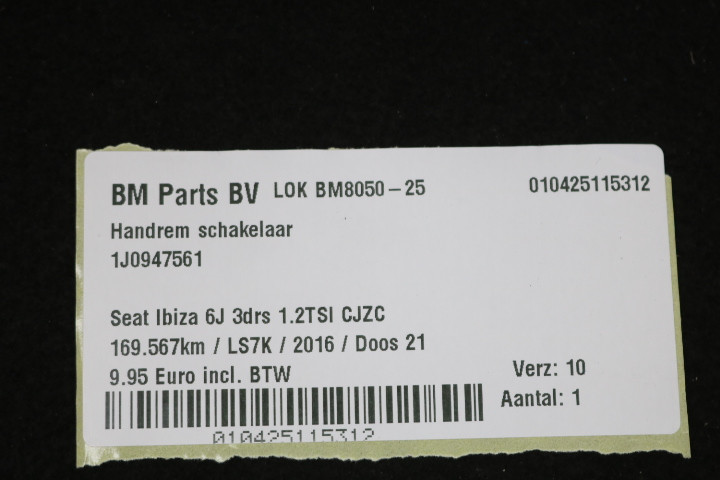 BM Parts BV LOK BM8050-25 010425115312
Handrem schakelaar
1J0947561
Seat Ibiza 6J 3drs 1.2TSI CJZC
169.567km / LS7K / 2016 / Doos 21
9.95 Euro incl. BTW Verz: 10
Aantal: 1
010425115312